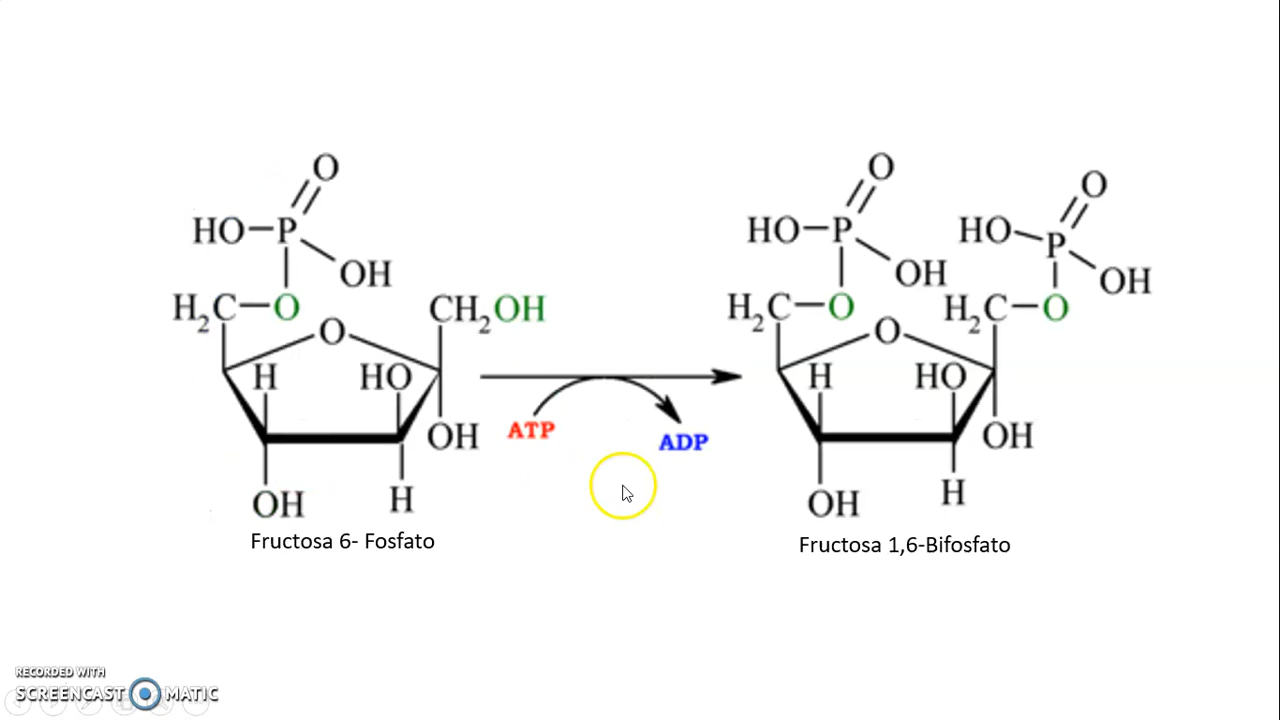 O O
O
HO P HO P HO P
OH OH OH
H₂C O CH₂OH H₂C O H₂C O
O O
H HO H HO
ATP ADP OH OH
OH H OH H
Fructosa 6- Fosfato Fructosa 1,6-Bifosfato
RECORDED WITH
SCREENCAST MATIC